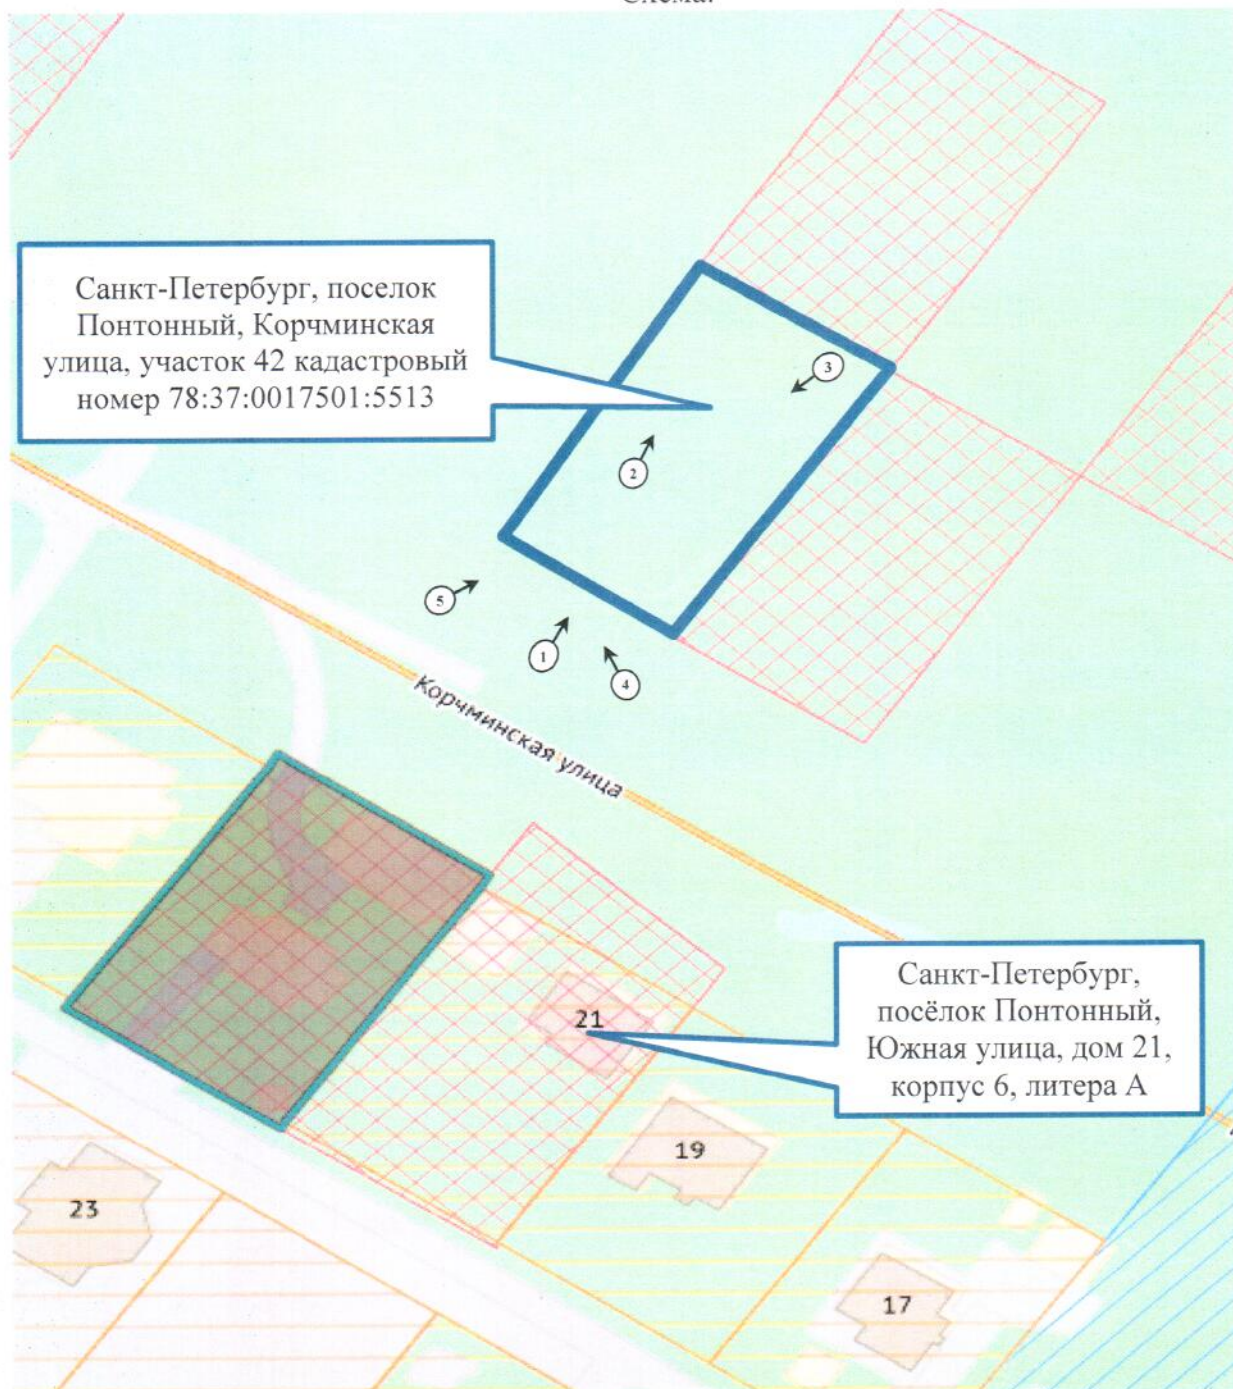 Схема:
Санкт-Петербург, поселок
Понтонный, Корчминская
улица, участок 42 кадастровый
номер 78:37:0017501:5513
3
2
5
1
4
Корчминская улица
21
Санкт-Петербург,
посёлок Понтонный,
Южная улица, дом 21,
корпус 6, литера А
19
23
17